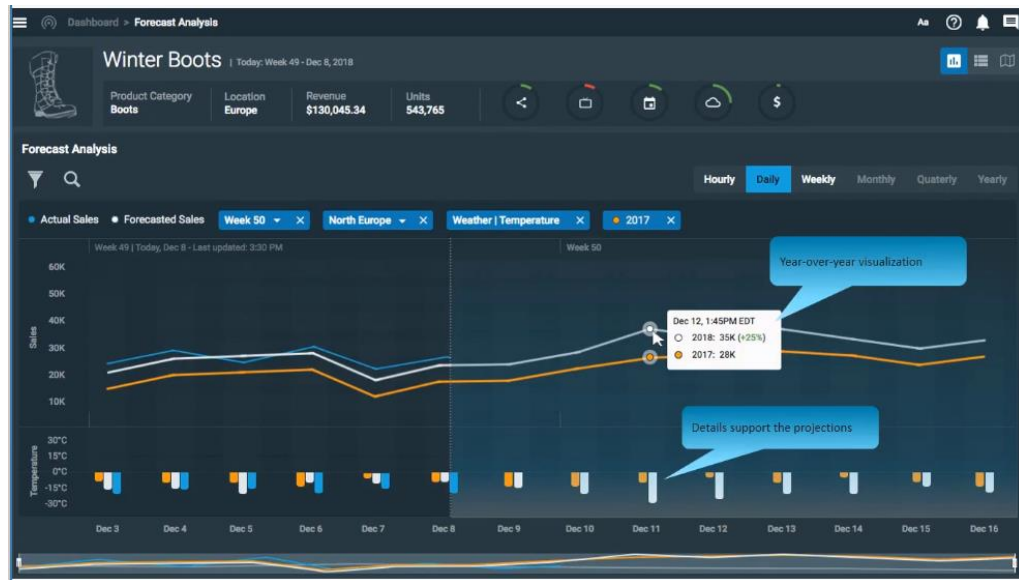 Dashboard > Forecast Analysis
Aa
Winter Boots | Today: Week 49 - Dec 8, 2018
Product Category
Boots
Location
Europe
Revenue
$130,045.34
Units
543,765
$
Forecast Analysis
Hourly Daily Weekly Monthly Quaterly Yearly
Actual Sales Forecasted Sales Week 50 North Europe Weather | Temperature 2017
Week 49 | Today, Dec 8 - Last updated: 3:30 PM
Week 50
Year-over-year visualization
60K
50K
40K
30K
20K
10K
Sales
Dec 12, 1:45PM EDT
2018: 35K (+25%)
2017: 28K
Details support the projections
30°C
15°C
0°C
-15°C
-30°C
Temperature
Dec 3 Dec 4 Dec 5 Dec 6 Dec 7 Dec 8 Dec 9 Dec 10 Dec 11 Dec 12 Dec 13 Dec 14 Dec 15 Dec 16